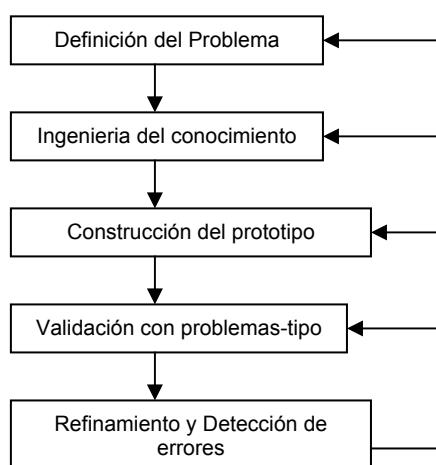 Definición del Problema
Ingenieria del conocimiento
Construcción del prototipo
Validación con problemas-tipo
Refinamiento y Detección de
errores